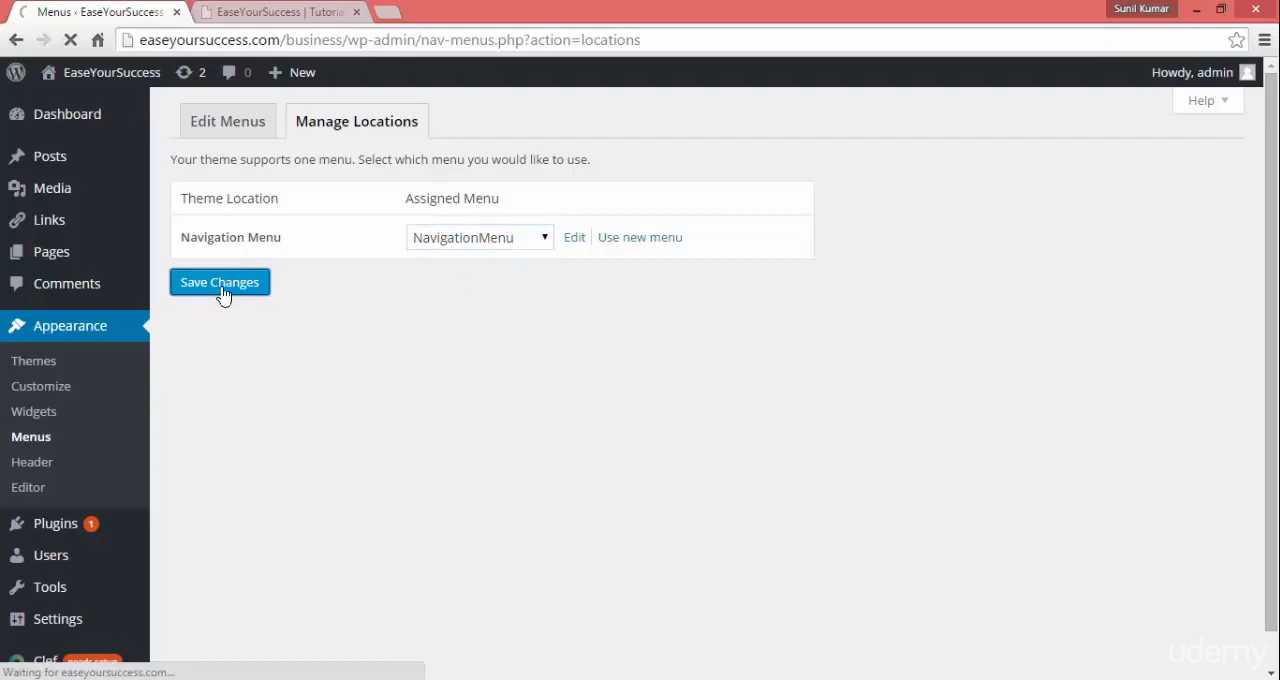 Menus ‹ EaseYourSuccess
EaseYourSuccess | Tutoria
Sunil Kumar
easeyoursuccess.com/business/wp-admin/nav-menus.php?action=locations
EaseYourSuccess 2 0 New Howdy, admin
Help
Dashboard
Posts
Media
Links
Pages
Comments
Appearance
Themes
Customize
Widgets
Menus
Header
Editor
Plugins 1
Users
Tools
Settings
Clef needs setup
Edit Menus Manage Locations
Your theme supports one menu. Select which menu you would like to use.
Theme Location Assigned Menu
Navigation Menu NavigationMenu Edit Use new menu
Save Changes
Waiting for easeyoursuccess.com...
udemy